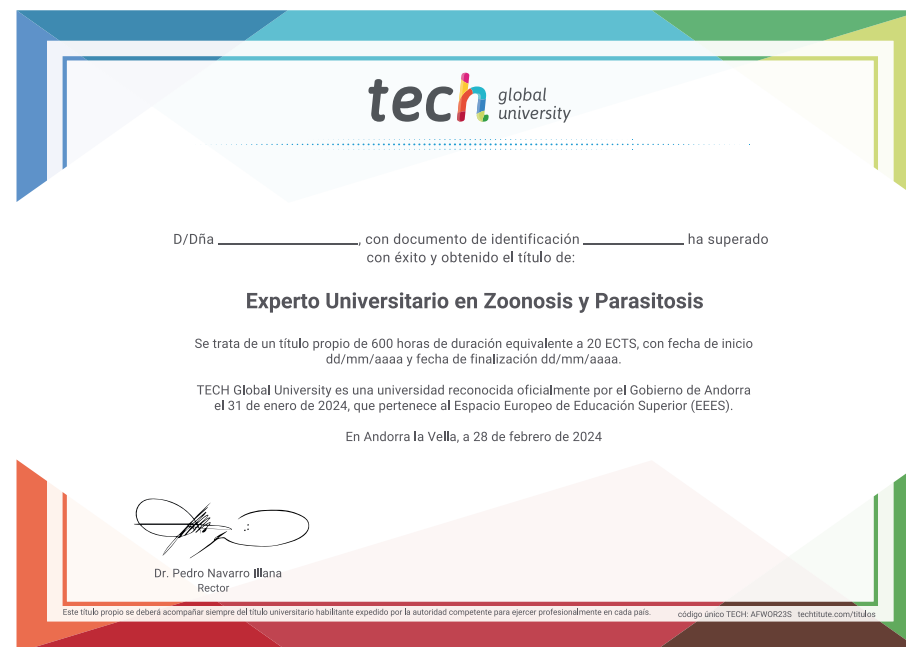 tech global
university
D/Dña ____________, con documento de identificación ____________ ha superado
con éxito y obtenido el título de:
Experto Universitario en Zoonosis y Parasitosis
Se trata de un título propio de 600 horas de duración equivalente a 20 ECTS, con fecha de inicio
dd/mm/aaaa y fecha de finalización dd/mm/aaaa.
TECH Global University es una universidad reconocida oficialmente por el Gobierno de Andorra
el 31 de enero de 2024, que pertenece al Espacio Europeo de Educación Superior (EEES).
En Andorra la Vella, a 28 de febrero de 2024
Dr. Pedro Navarro Illana
Rector
Este título propio se deberá acompañar siempre del título universitario habilitante expedido por la autoridad competente para ejercer profesionalmente en cada país.
código único TECH: AFWOR23S techtitute.com/titulos